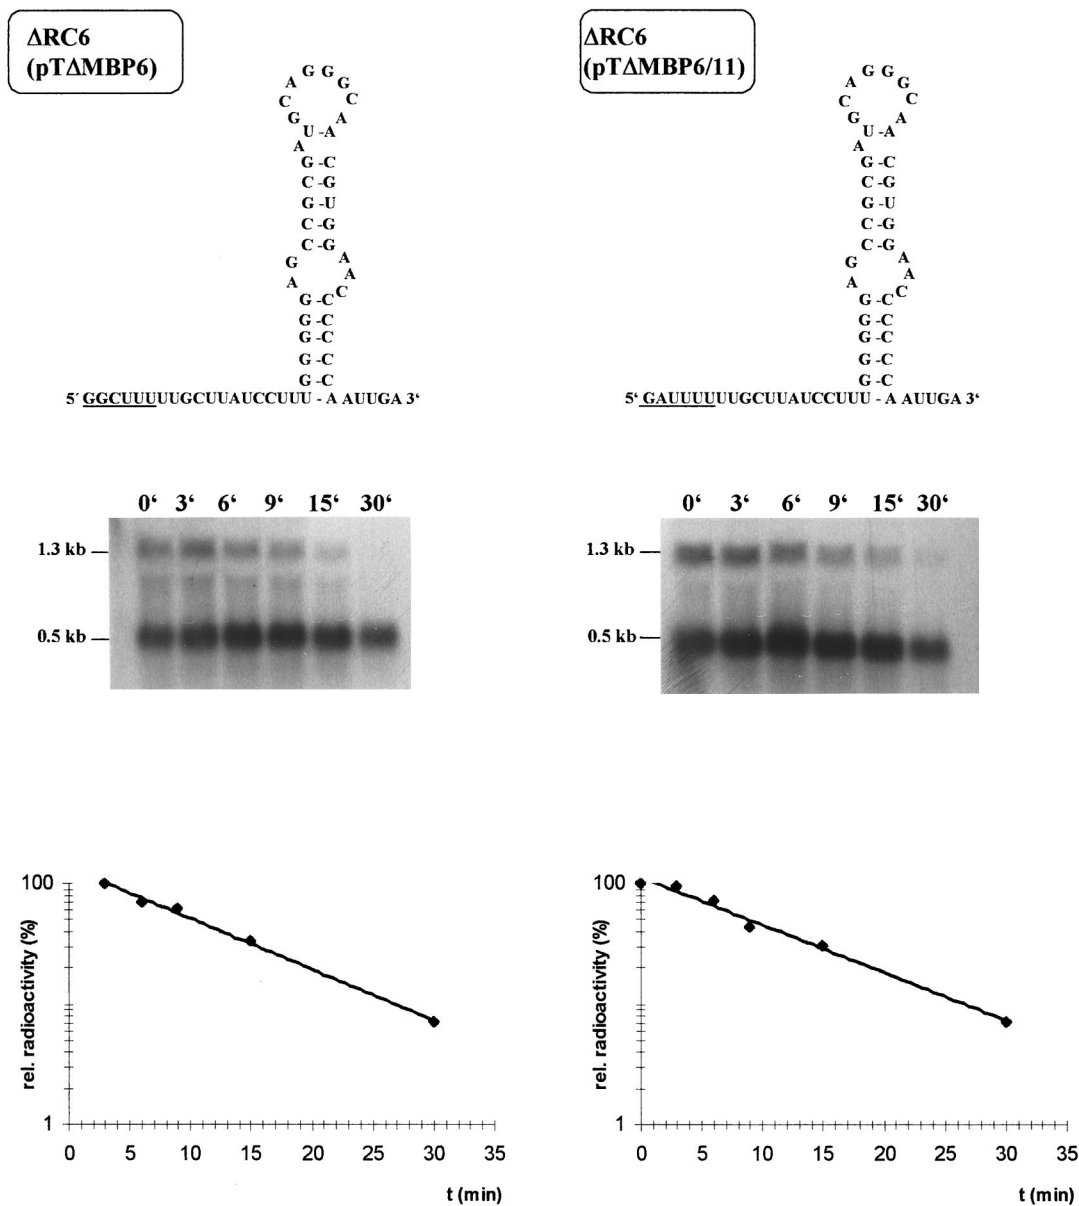 ΔRC6
(pTΔMBP6)
ΔRC6
(pTΔMBP6/11)
G G
A G
C C
G A
U -A
A
G -C
C -G
G -U
C -G
C -G
G A
A A
G -C C
G -C
G -C
G -C
G -C
5´ GGCUUUUUGCUUAUCCUUU - A AUUGA 3‘
G G
A G
C C
G A
U -A
A
G -C
C -G
G -U
C -G
C -G
G A
A A
G -C C
G -C
G -C
G -C
G -C
5‘ GAUUUUUUGCUUAUCCUUU - A AUUGA 3‘
0‘ 3‘ 6‘ 9‘ 15‘ 30‘
1.3 kb
0.5 kb
0‘ 3‘ 6‘ 9‘ 15‘ 30‘
1.3 kb
0.5 kb
100
1
rel. radioactivity (%)
0 5 10 15 20 25 30 35
t (min)
100
1
rel. radioactivity (%)
0 5 10 15 20 25 30 35
t (min)